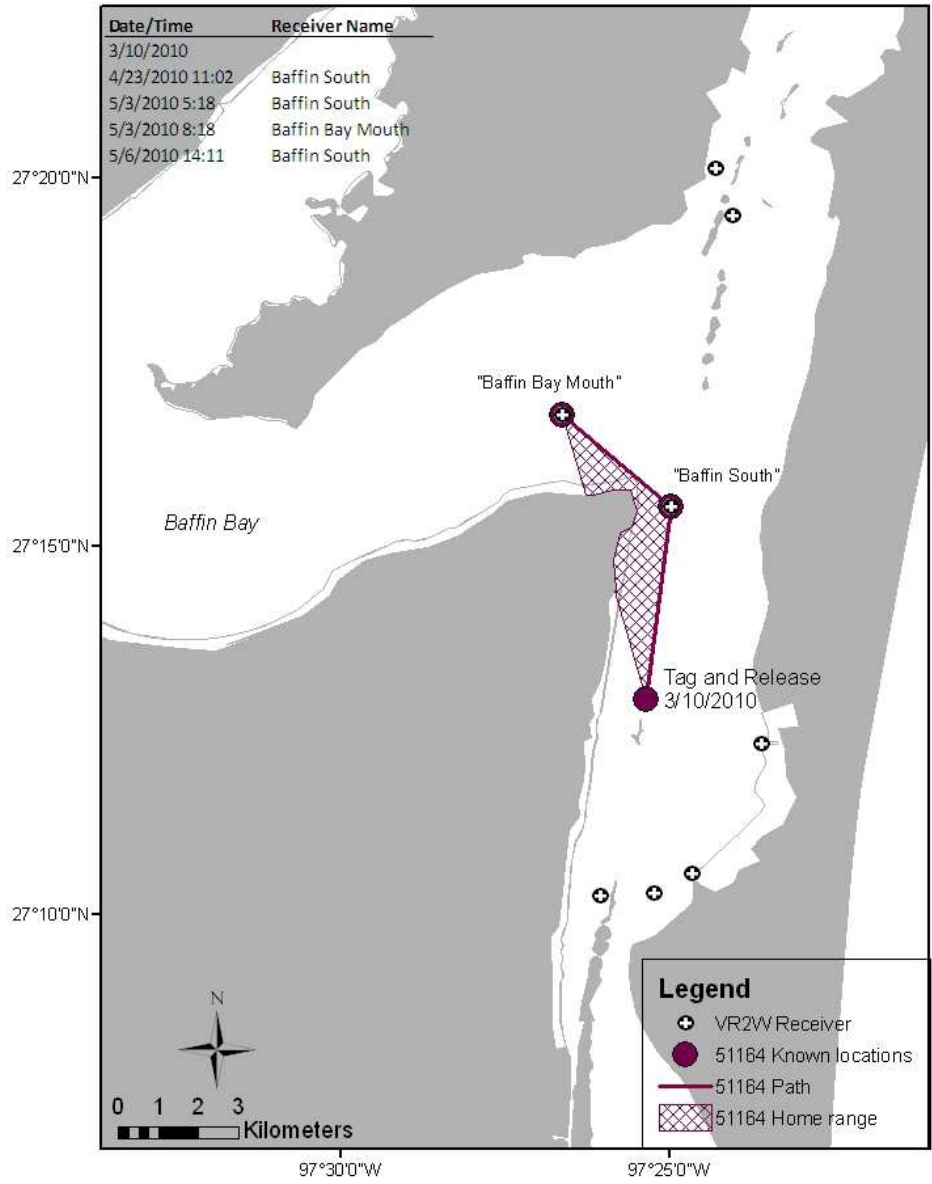 Date/Time Receiver Name
3/10/2010
4/23/2010 11:02 Baffin South
5/3/2010 5:18 Baffin South
5/3/2010 8:18 Baffin Bay Mouth
5/6/2010 14:11 Baffin South
27°20'0"N
"Baffin Bay Mouth"
"Baffin South"
Baffin Bay
27°15'0"N
Tag and Release
3/10/2010
27°10'0"N
Legend
VR2W Receiver
51164 Known locations
51164 Path
51164 Home range
N
0 1 2 3
Kilometers
97°30'0"W 97°25'0"W